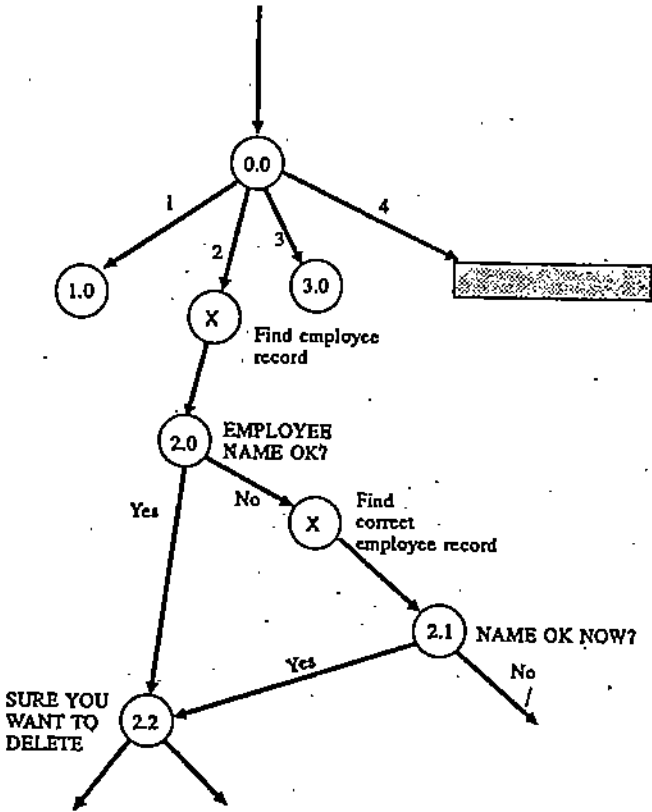 0.0
1
2
3
4
1.0
3.0
X
Find employee
record
2.0
EMPLOYEE
NAME OK?
Yes
No
X
Find
correct
employee record
2.1
NAME OK NOW?
Yes
No
SURE YOU
WANT TO
DELETE
2.2